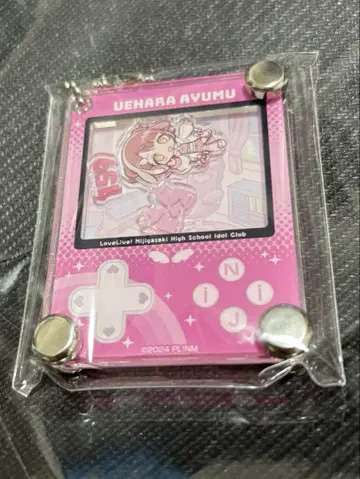 UEHARA AYUMU
LoveLive! Nijigasaki High School Idol Club
N
i i
J
©2024 PL!NM